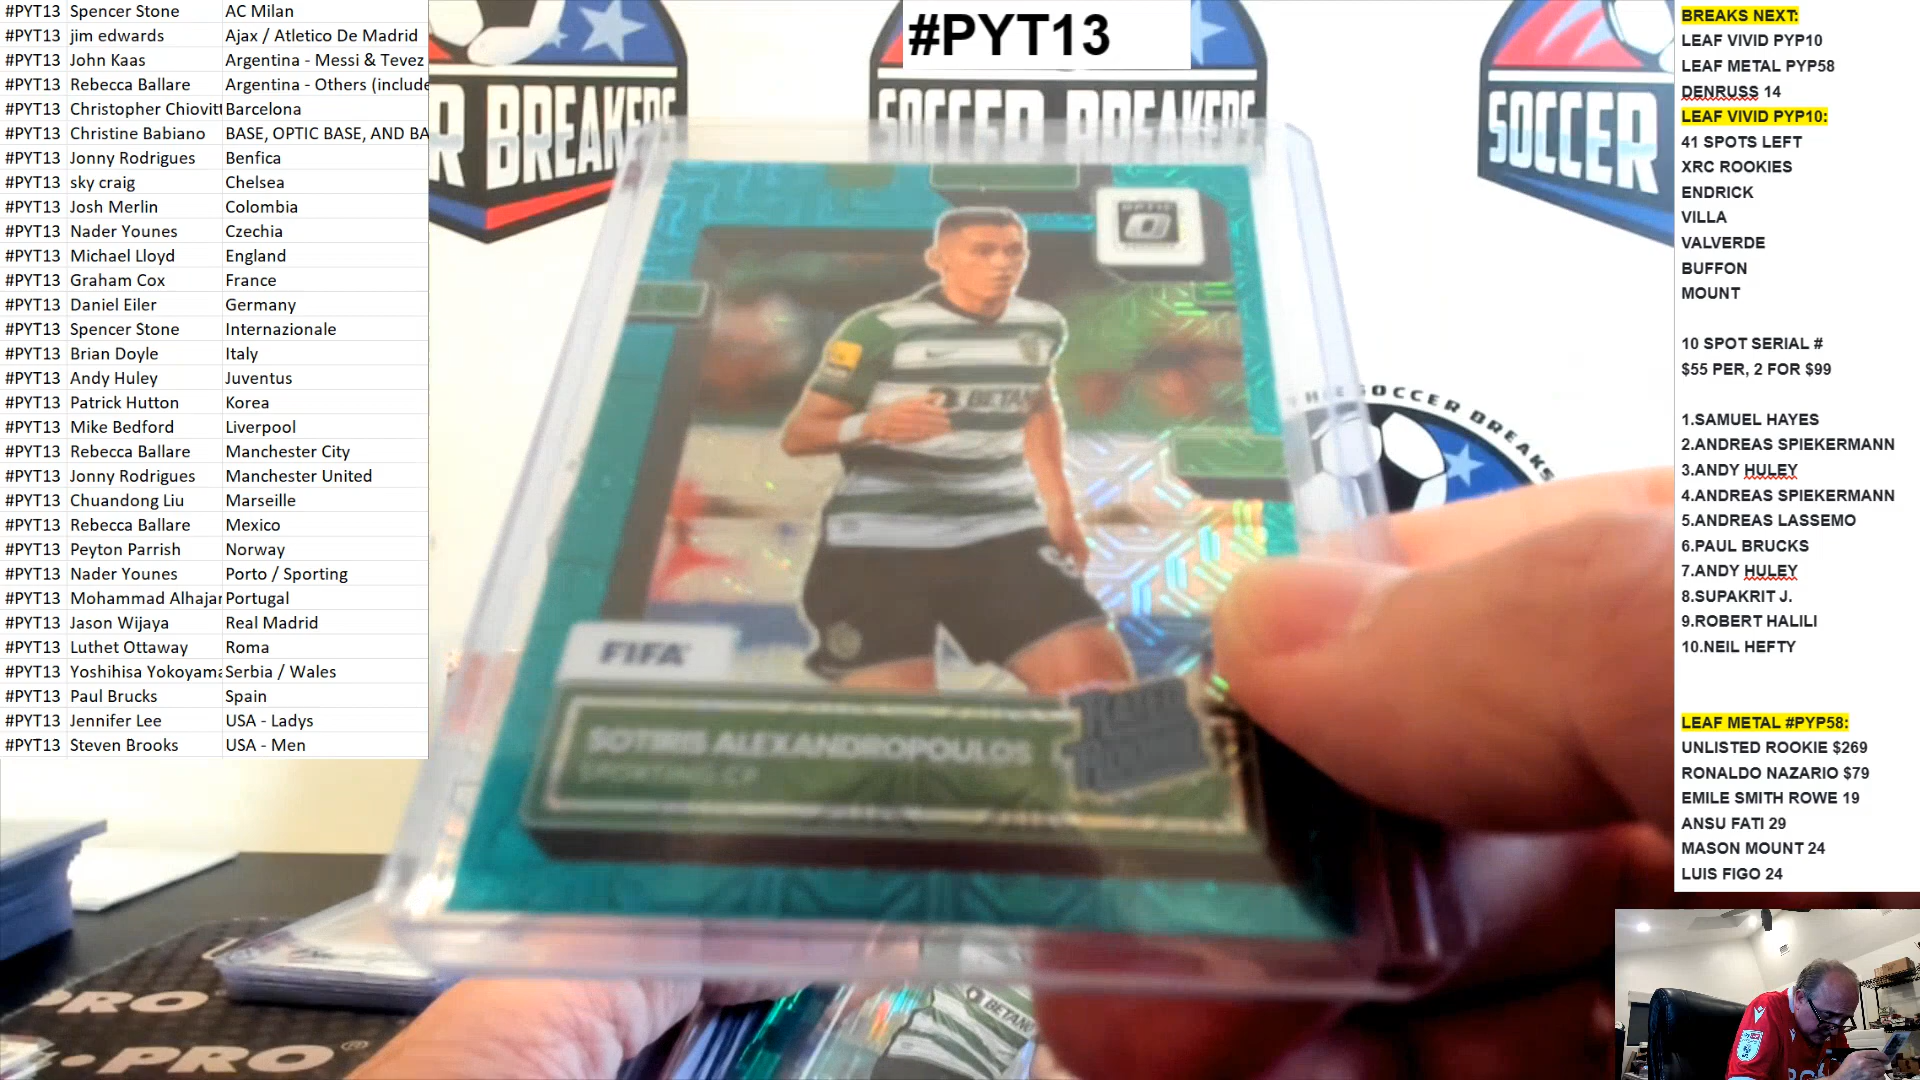 #PYT13 Spencer Stone AC Milan
#PYT13 jim edwards Ajax / Atletico De Madrid
#PYT13 John Kaas Argentina - Messi & Tevez
#PYT13 Rebecca Ballare Argentina - Others (include
#PYT13 Christopher Chiovitt Barcelona
#PYT13 Christine Babiano BASE, OPTIC BASE, AND BA
#PYT13 Jonny Rodrigues Benfica
#PYT13 sky craig Chelsea
#PYT13 Josh Merlin Colombia
#PYT13 Nader Younes Czechia
#PYT13 Michael Lloyd England
#PYT13 Graham Cox France
#PYT13 Daniel Eiler Germany
#PYT13 Spencer Stone Internazionale
#PYT13 Brian Doyle Italy
#PYT13 Andy Huley Juventus
#PYT13 Patrick Hutton Korea
#PYT13 Mike Bedford Liverpool
#PYT13 Rebecca Ballare Manchester City
#PYT13 Jonny Rodrigues Manchester United
#PYT13 Chuandong Liu Marseille
#PYT13 Rebecca Ballare Mexico
#PYT13 Peyton Parrish Norway
#PYT13 Nader Younes Porto / Sporting
#PYT13 Mohammad Alhajar Portugal
#PYT13 Jason Wijaya Real Madrid
#PYT13 Luthet Ottaway Roma
#PYT13 Yoshihisa Yokoyama Serbia / Wales
#PYT13 Paul Brucks Spain
#PYT13 Jennifer Lee USA - Ladys
#PYT13 Steven Brooks USA - Men
#PYT13
R BREAKERS
SOCCER BREAKERS
SOCCER
THE SOCCER BREAKS
OPTIC
BETANO
FIFA
SOTIRIS ALEXANDROPOULOS
SPORTING CP
RATED ROOKIE
PRO
PRO
BETANO
BREAKS NEXT:
LEAF VIVID PYP10
LEAF METAL PYP58
DENRUSS 14
LEAF VIVID PYP10:
41 SPOTS LEFT
XRC ROOKIES
ENDRICK
VILLA
VALVERDE
BUFFON
MOUNT
10 SPOT SERIAL #
$55 PER, 2 FOR $99
1.SAMUEL HAYES
2.ANDREAS SPIEKERMANN
3.ANDY HULEY
4.ANDREAS SPIEKERMANN
5.ANDREAS LASSEMO
6.PAUL BRUCKS
7.ANDY HULEY
8.SUPAKRIT J.
9.ROBERT HALILI
10.NEIL HEFTY
LEAF METAL #PYP58:
UNLISTED ROOKIE $269
RONALDO NAZARIO $79
EMILE SMITH ROWE 19
ANSU FATI 29
MASON MOUNT 24
LUIS FIGO 24